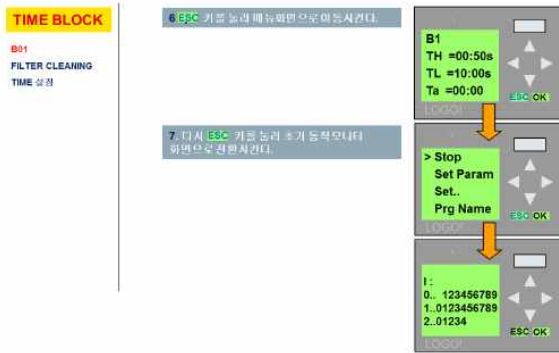 TIME BLOCK
B01
FILTER CLEANING
TIME 설정
6 ESC 키를 눌러 메뉴화면으로 이동시킨다.
7. 다시 ESC 키를 눌러 초기 동작모니터
화면으로 전환시킨다.
B1
TH =00:50s
TL =10:00s
Ta =00:00
ESC OK
LOGO!
> Stop
Set Param
Set..
Prg Name
ESC OK
LOGO!
I :
0.. 123456789
1..0123456789
2..01234
ESC OK
LOGO!